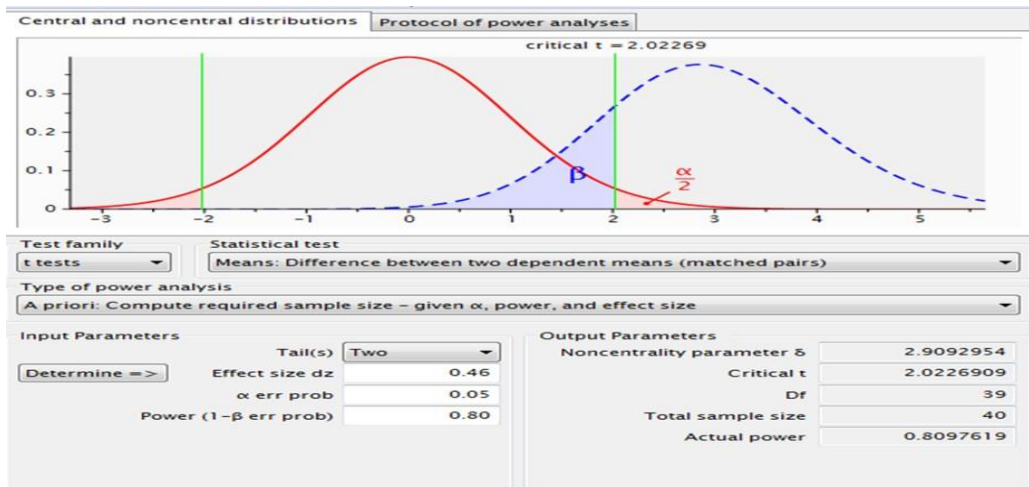 Central and noncentral distributions Protocol of power analyses
critical t = 2.02269
0.3
0.2
0.1
0
β
α
2
-3 -2 -1 0 1 2 3 4 5
Test family Statistical test
t tests Means: Difference between two dependent means (matched pairs)
Type of power analysis
A priori: Compute required sample size – given α, power, and effect size
Input Parameters Output Parameters
Tail(s) Two Noncentrality parameter δ 2.9092954
Determine => Effect size dz 0.46 Critical t 2.0226909
α err prob 0.05 Df 39
Power (1-β err prob) 0.80 Total sample size 40
Actual power 0.8097619